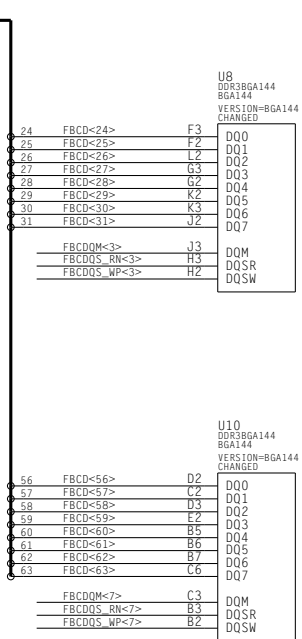 U8
DDR3BGA144
BGA144
VERSION=BGA144
CHANGED
24 FBCD<24> F3 DQ0
25 FBCD<25> F2 DQ1
26 FBCD<26> L2 DQ2
27 FBCD<27> G3 DQ3
28 FBCD<28> G2 DQ4
29 FBCD<29> K2 DQ5
30 FBCD<30> K3 DQ6
31 FBCD<31> J2 DQ7
FBCDQM<3> J3 DQM
FBCDQS_RN<3> H3 DQSR
FBCDQS_WP<3> H2 DQSW
U10
DDR3BGA144
BGA144
VERSION=BGA144
CHANGED
56 FBCD<56> D2 DQ0
57 FBCD<57> C2 DQ1
58 FBCD<58> D3 DQ2
59 FBCD<59> E2 DQ3
60 FBCD<60> B5 DQ4
61 FBCD<61> B6 DQ5
62 FBCD<62> B7 DQ6
63 FBCD<63> C6 DQ7
FBCDQM<7> C3 DQM
FBCDQS_RN<7> B3 DQSR
FBCDQS_WP<7> B2 DQSW